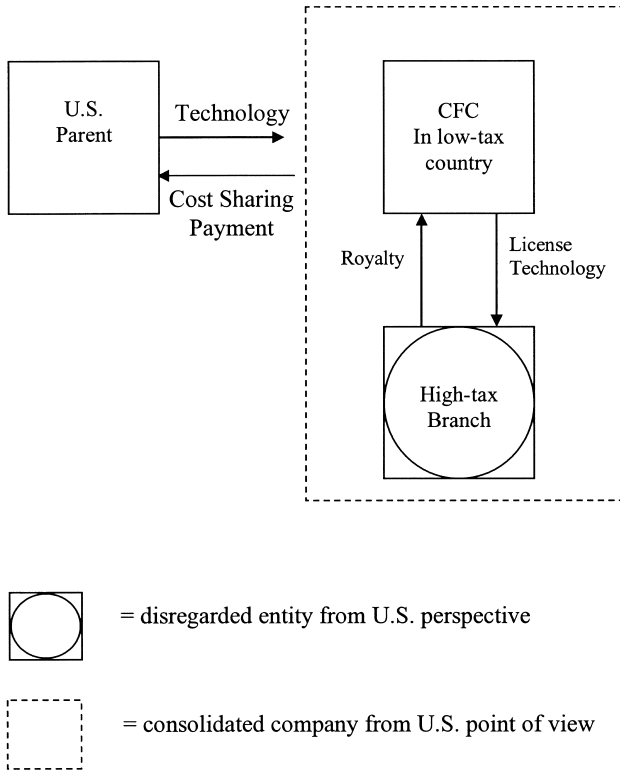 U.S.
Parent
Technology
Cost Sharing
Payment
CFC
In low-tax
country
Royalty
License
Technology
High-tax
Branch
= disregarded entity from U.S. perspective
= consolidated company from U.S. point of view